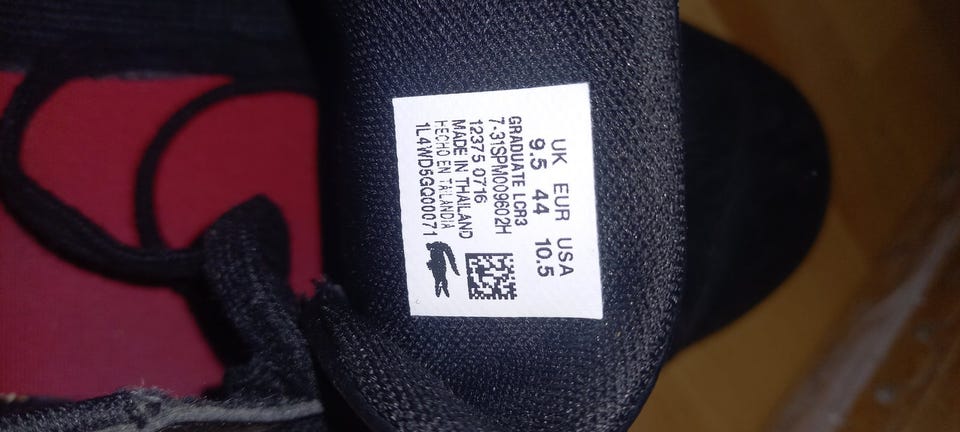 UK EUR USA
9.5 44 10.5
GRADUATE LCR3
7-31SPM009602H
12375 0716
MADE IN THAILAND
HECHO EN TAILANDIA
1L4WD5GQ00071